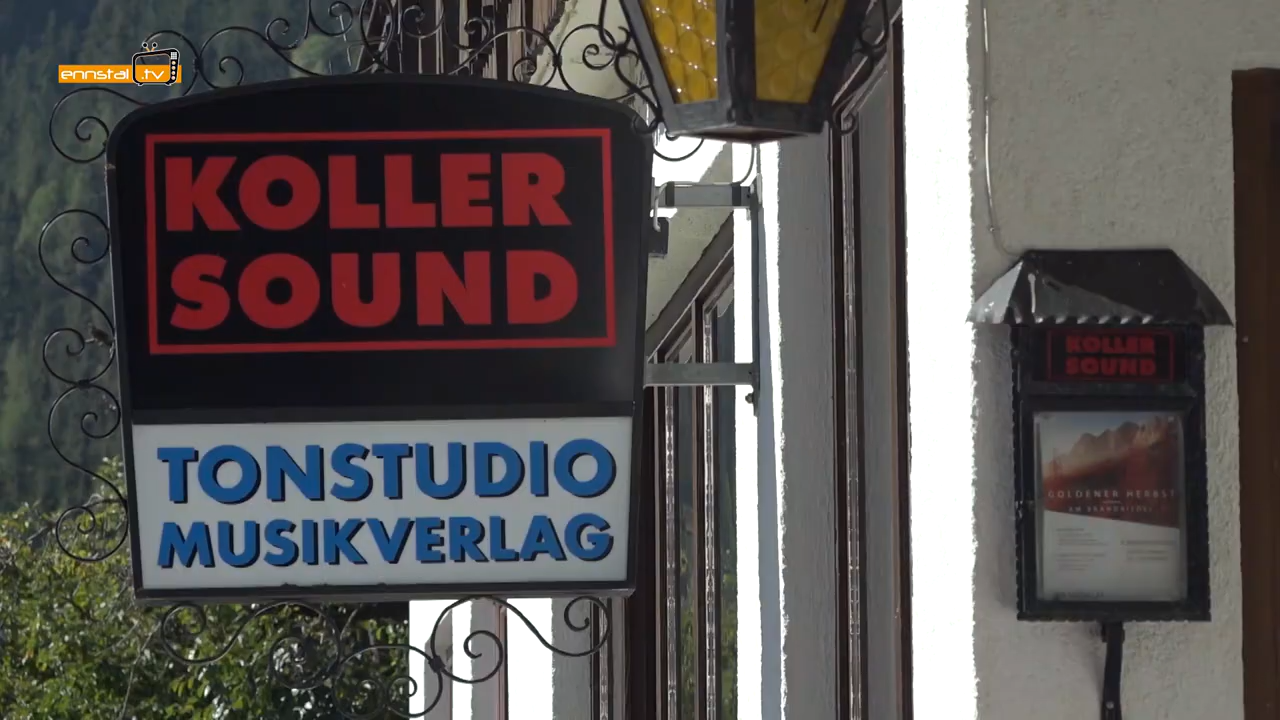 ennstal.tv
KOLLER
SOUND
TONSTUDIO
MUSIKVERLAG
KOLLER
SOUND
GOLDENER HERBST